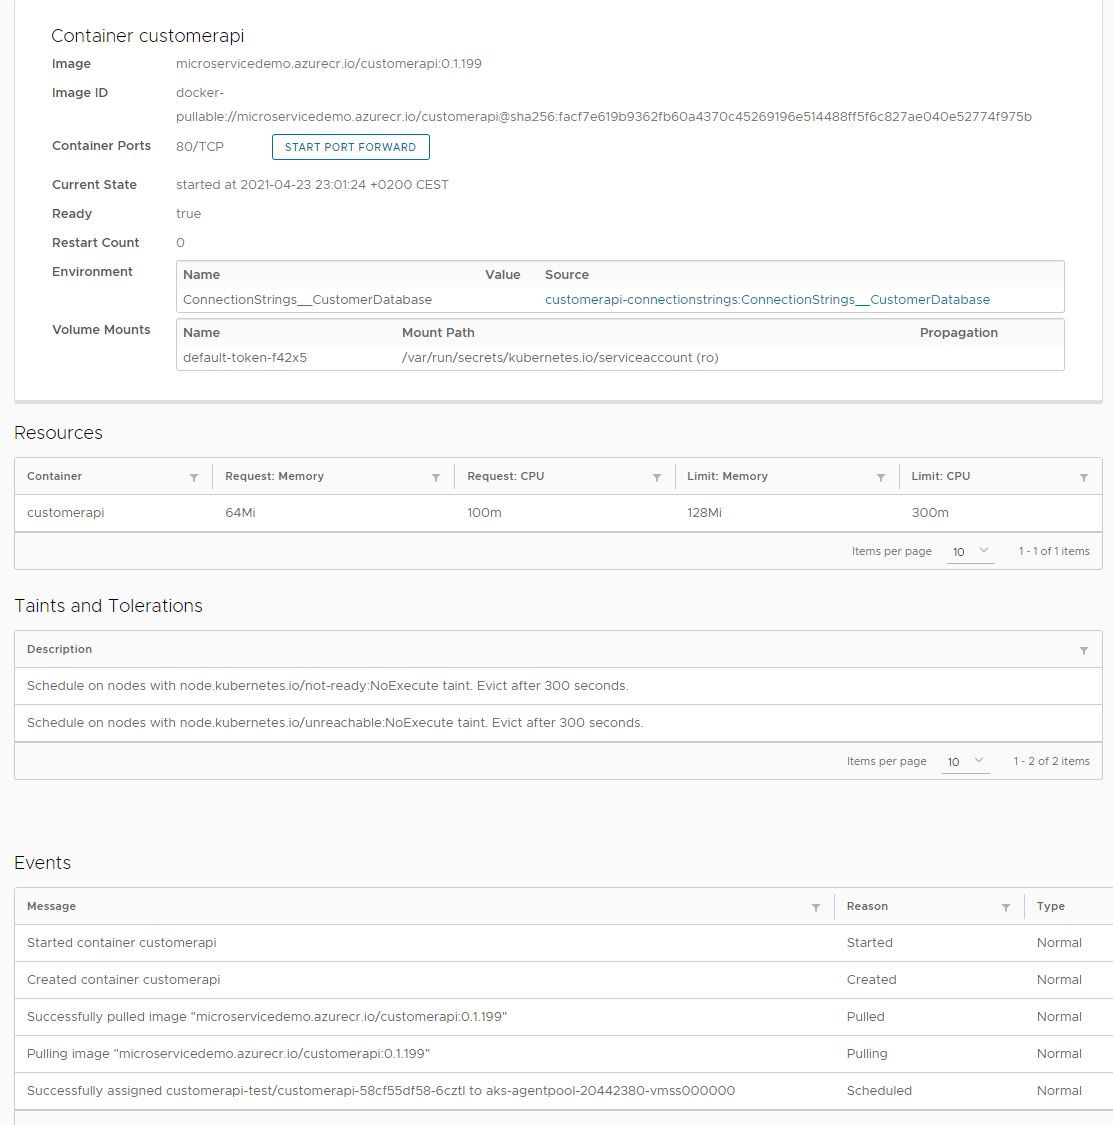 Container customerapi
Image microservicedemo.azurecr.io/customerapi:0.1.199
Image ID docker-
pullable://microservicedemo.azurecr.io/customerapi@sha256:facf7e619b9362fb60a4370c45269196e514488ff5f6c827ae040e52774f975b
Container Ports 80/TCP START PORT FORWARD
Current State started at 2021-04-23 23:01:24 +0200 CEST
Ready true
Restart Count 0
Environment Name Value Source
ConnectionStrings__CustomerDatabase customerapi-connectionstrings:ConnectionStrings__CustomerDatabase
Volume Mounts Name Mount Path Propagation
default-token-f42x5 /var/run/secrets/kubernetes.io/serviceaccount (ro)
Resources
Container Request: Memory Request: CPU Limit: Memory Limit: CPU
customerapi 64Mi 100m 128Mi 300m
Items per page 10 1 - 1 of 1 items
Taints and Tolerations
Description
Schedule on nodes with node.kubernetes.io/not-ready:NoExecute taint. Evict after 300 seconds.
Schedule on nodes with node.kubernetes.io/unreachable:NoExecute taint. Evict after 300 seconds.
Items per page 10 1 - 2 of 2 items
Events
Message Reason Type
Started container customerapi Started Normal
Created container customerapi Created Normal
Successfully pulled image "microservicedemo.azurecr.io/customerapi:0.1.199" Pulled Normal
Pulling image "microservicedemo.azurecr.io/customerapi:0.1.199" Pulling Normal
Successfully assigned customerapi-test/customerapi-58cf55df58-6cztl to aks-agentpool-20442380-vmss000000 Scheduled Normal